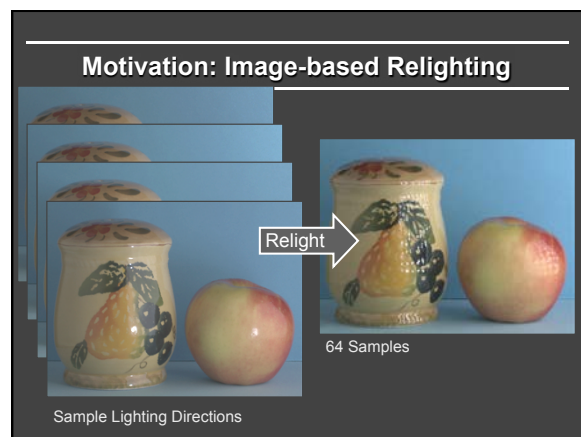 Motivation: Image-based Relighting
Relight
64 Samples
Sample Lighting Directions